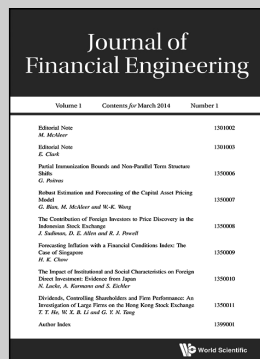 Journal of
Financial Engineering
Volume 1 Contents for March 2014 Number 1
Editorial Note 1301002
M. McAleer
Editorial Note 1301003
E. Clark
Partial Immunization Bounds and Non-Parallel Term Structure 1350006
Shifts
G. Poitras
Robust Estimation and Forecasting of the Capital Asset Pricing 1350007
Model
G. Bian, M. McAleer and W.-K. Wong
The Contribution of Foreign Investors to Price Discovery in the 1350008
Indonesian Stock Exchange
J. Sudiman, D. E. Allen and R. J. Powell
Forecasting Inflation with a Financial Conditions Index: The 1350009
Case of Singapore
H. K. Chow
The Impact of Institutional and Social Characteristics on Foreign 1350010
Direct Investment: Evidence from Japan
N. Lacke, A. Karmann and S. Eichler
Dividends, Controlling Shareholders and Firm Performance: An 1350011
Investigation of Large Firms on the Hong Kong Stock Exchange
T. T. He, W. X. B. Li and G. Y. N. Tang
Author Index 1399001
World Scientific